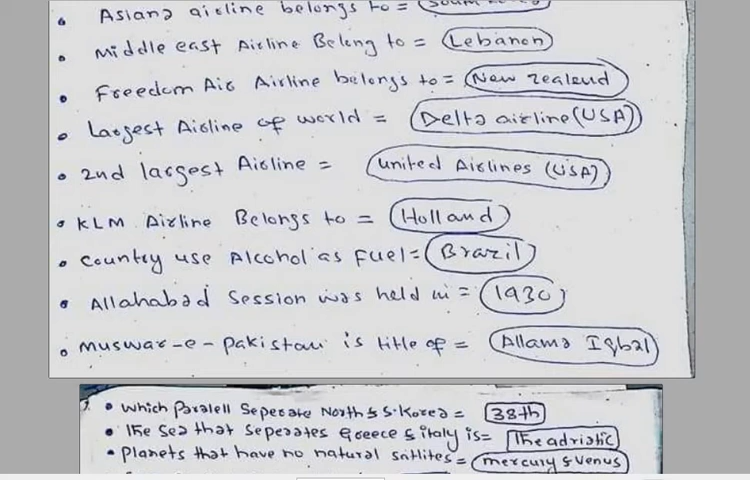 • Asiana airline belongs to =
• Middle east Airline Belong to = Lebanon
• Freedom Air Airline belongs to = New zealend
• Largest Airline of world = Delta airline (USA)
• 2nd largest Airline = United Airlines (USA)
• KLM Airline Belongs to = Holland
• Country use Alcohol as Fuel = Brazil
• Allahabad Session was held in = 1930
• Muswar-e-pakistan is title of = Allama Iqbal
• Which Paralell Seperate North & S.Korea = 38th
• The sea that seperates Greece & italy is = The adriatic
• Planets that have no natural satlites = mercury & Venus